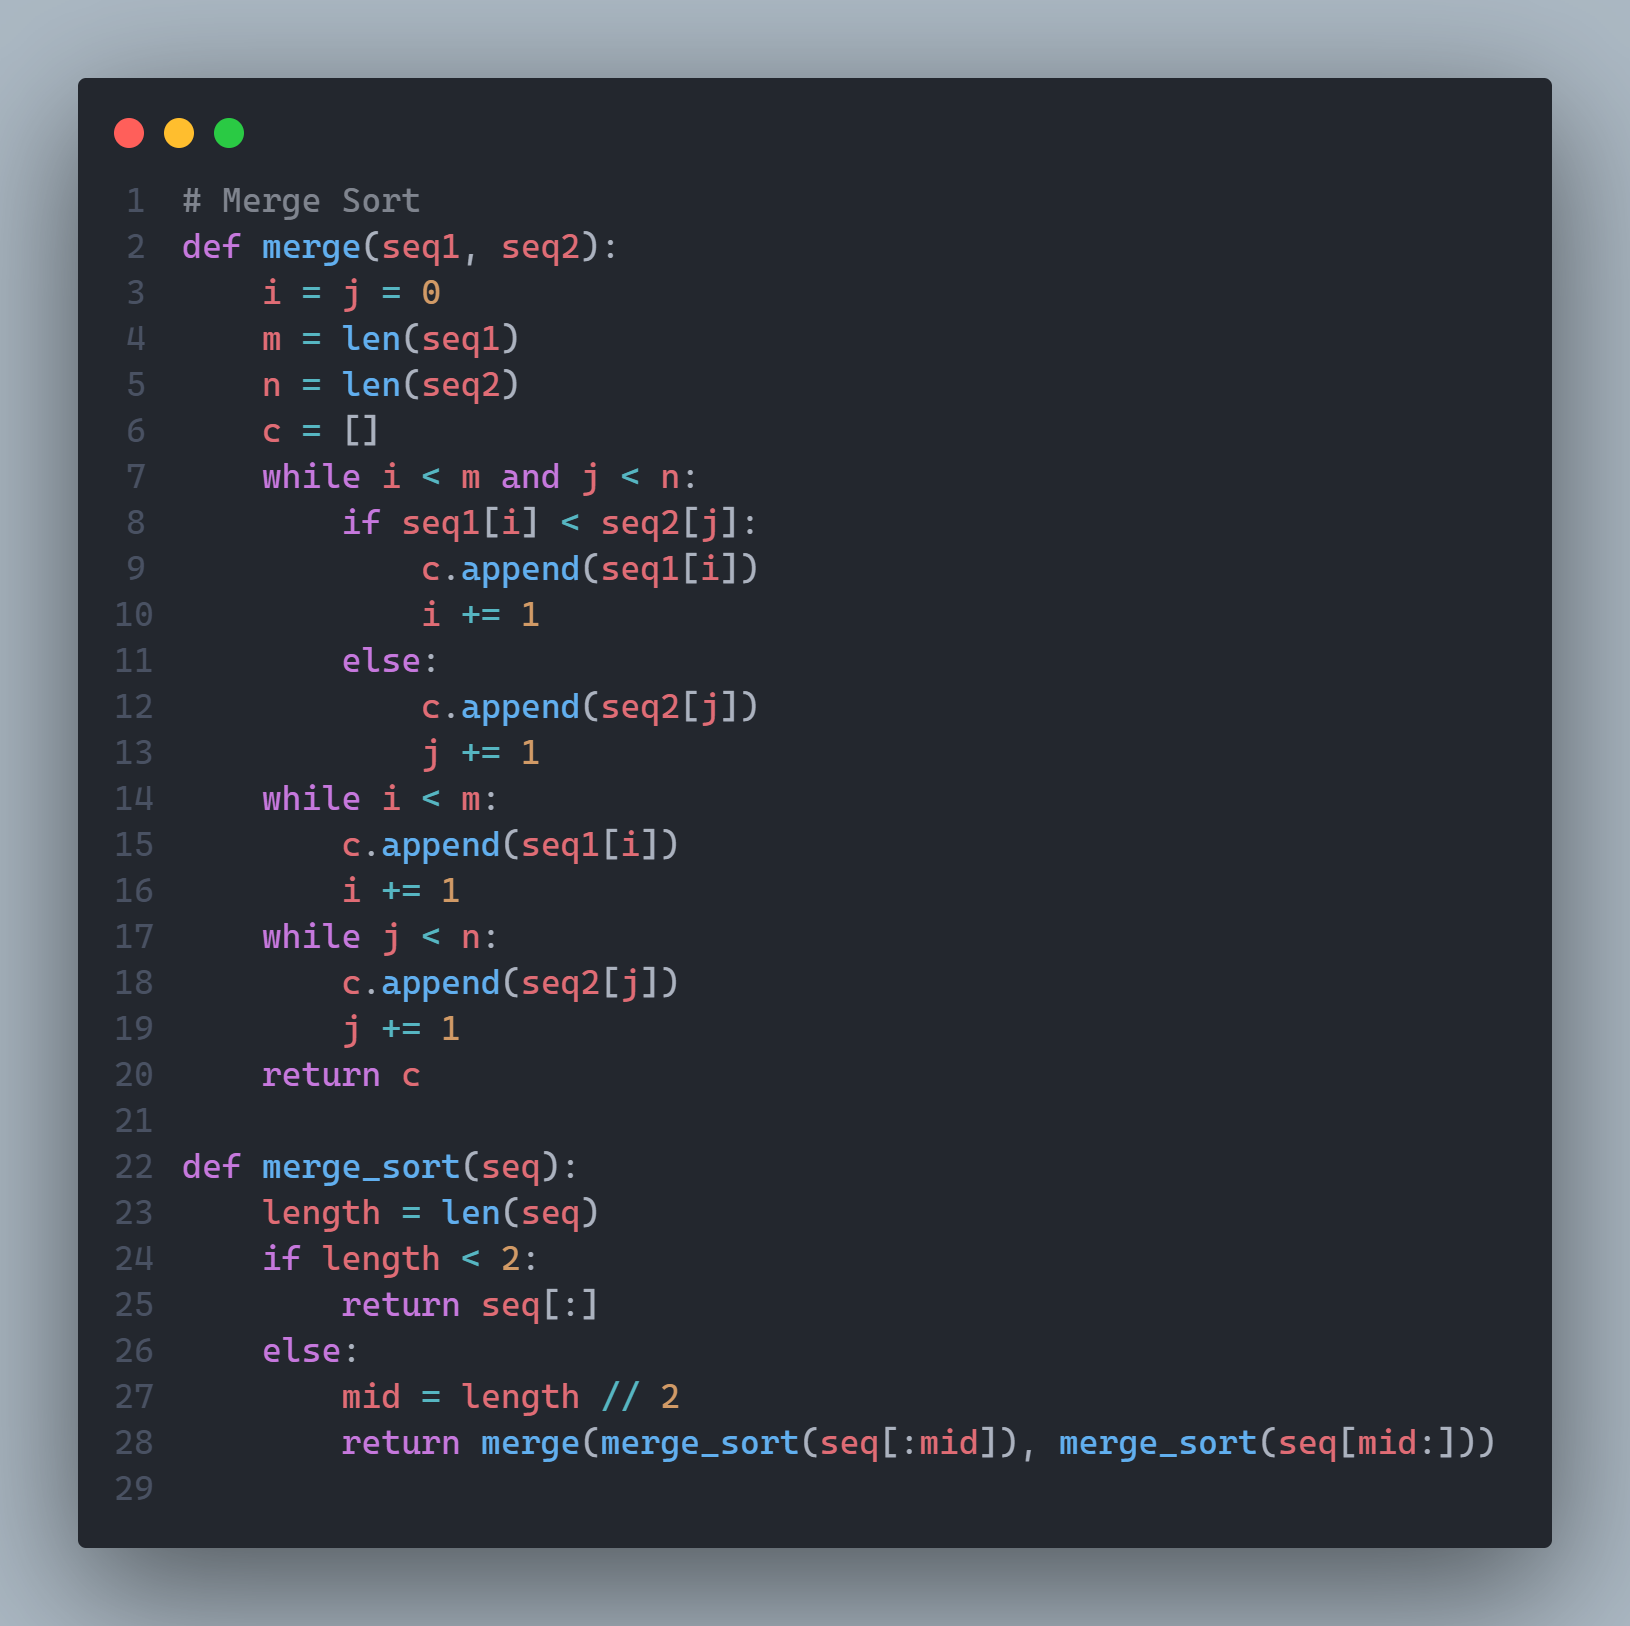 1 # Merge Sort
2 def merge(seq1, seq2):
3     i = j = 0
4     m = len(seq1)
5     n = len(seq2)
6     c = []
7     while i < m and j < n:
8         if seq1[i] < seq2[j]:
9             c.append(seq1[i])
10             i += 1
11         else:
12             c.append(seq2[j])
13             j += 1
14     while i < m:
15         c.append(seq1[i])
16         i += 1
17     while j < n:
18         c.append(seq2[j])
19         j += 1
20     return c
21
22 def merge_sort(seq):
23     length = len(seq)
24     if length < 2:
25         return seq[:]
26     else:
27         mid = length // 2
28         return merge(merge_sort(seq[:mid]), merge_sort(seq[mid:]))
29